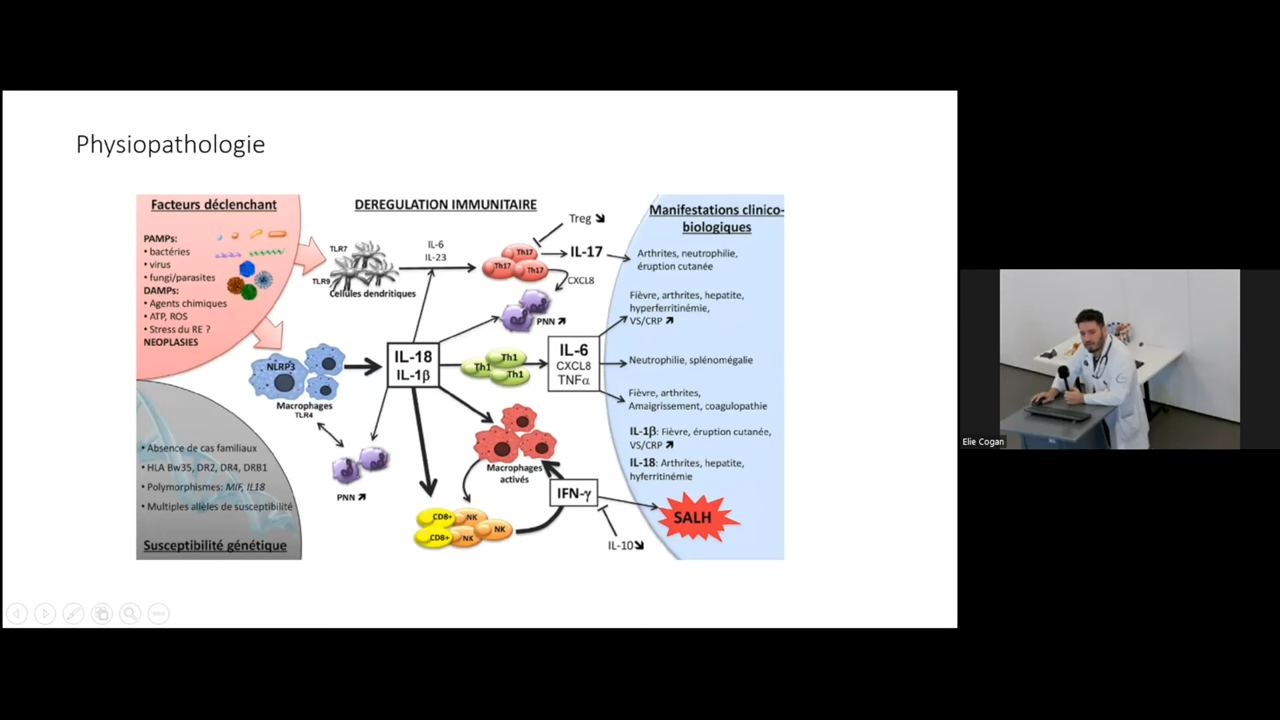 Physiopathologie
Facteurs déclenchant
PAMPs:
• bactéries
• virus
• fungi/parasites
DAMPs:
• Agents chimiques
• ATP, ROS
• Stress du RE ?
NEOPLASIES
• Absence de cas familiaux
• HLA Bw35, DR2, DR4, DRB1
• Polymorphismes: MIF, IL18
• Multiples allèles de susceptibilité
Susceptibilité génétique
DEREGULATION IMMUNITAIRE
TLR7
TLR9
Cellules dendritiques
IL-6
IL-23
Treg ↘
Th17
Th17
Th17
IL-17
CXCL8
PNN ↗
NLRP3
Macrophages
TLR4
IL-18
IL-1β
Th1
Th1
Th1
IL-6
CXCL8
TNFα
PNN ↗
Macrophages
activés
CD8+
CD8+
NK
NK
NK
IFN-γ
IL-10↘
Manifestations clinico-
biologiques
Arthrites, neutrophilie,
éruption cutanée
Fièvre, arthrites, hepatite,
hyperferritinémie,
VS/CRP ↗
Neutrophilie, splénomégalie
Fièvre, arthrites,
Amaigrissement, coagulopathie
IL-1β: Fièvre, éruption cutanée,
VS/CRP ↗
IL-18: Arthrites, hepatite,
hyferritinémie
SALH
Elie Cogan